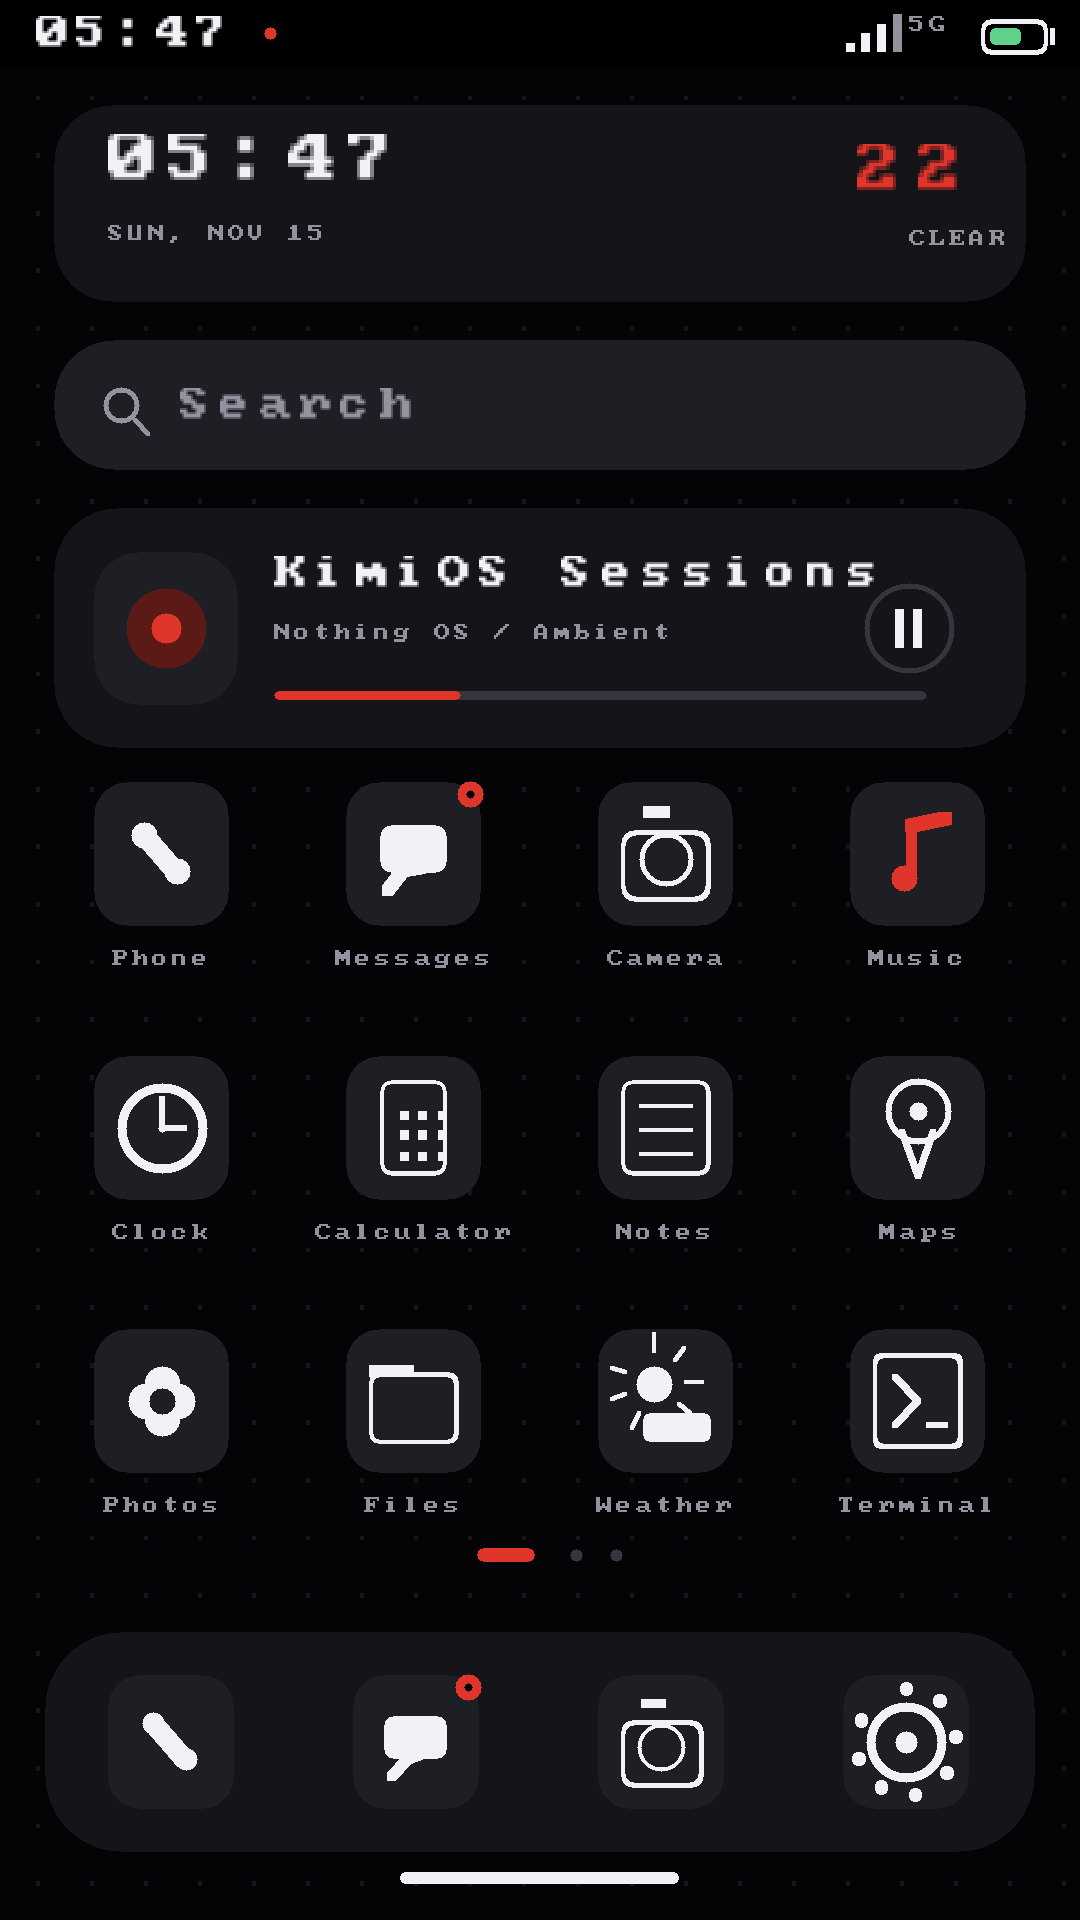 05:47
5G
05:47
22
SUN, NOV 15
CLEAR
Search
KimiOS Sessions
Nothing OS / Ambient
Phone
Messages
Camera
Music
Clock
Calculator
Notes
Maps
Photos
Files
Weather
Terminal